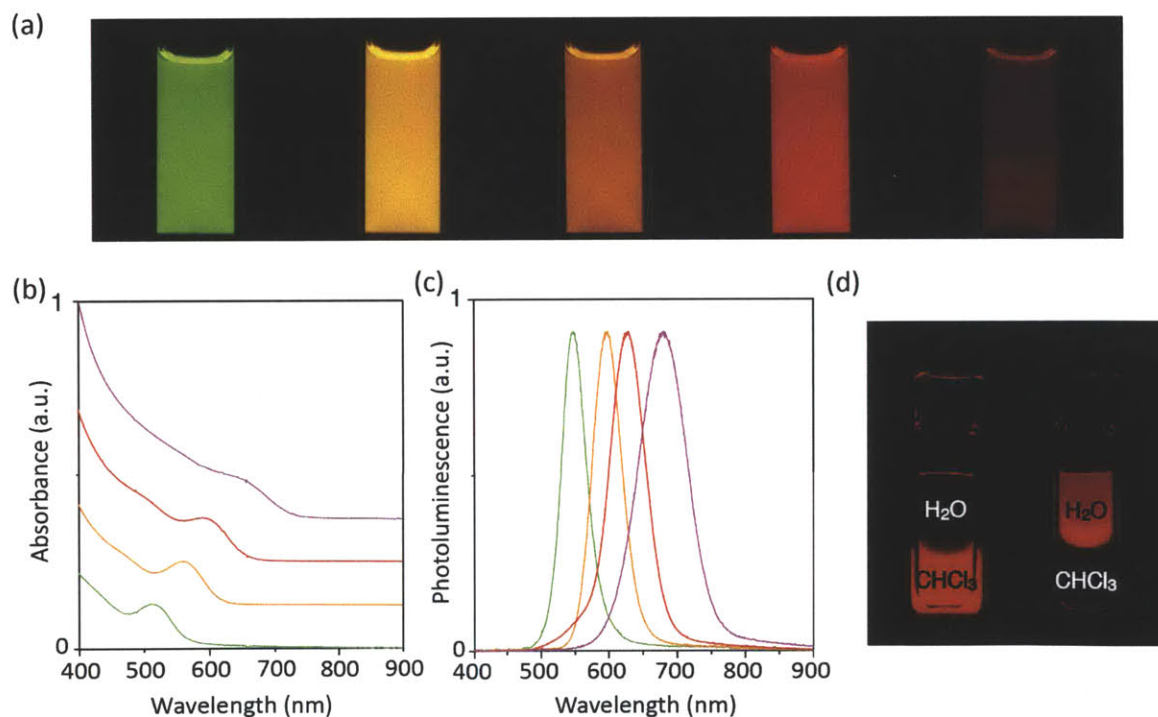 (a)
(b)
1
Absorbance (a.u.)
0
400 500 600 700 800 900
Wavelength (nm)
(c)
1
Photoluminescence (a.u.)
0
400 500 600 700 800 900
Wavelength (nm)
(d)
H₂O
CHCl₃
H₂O
CHCl₃